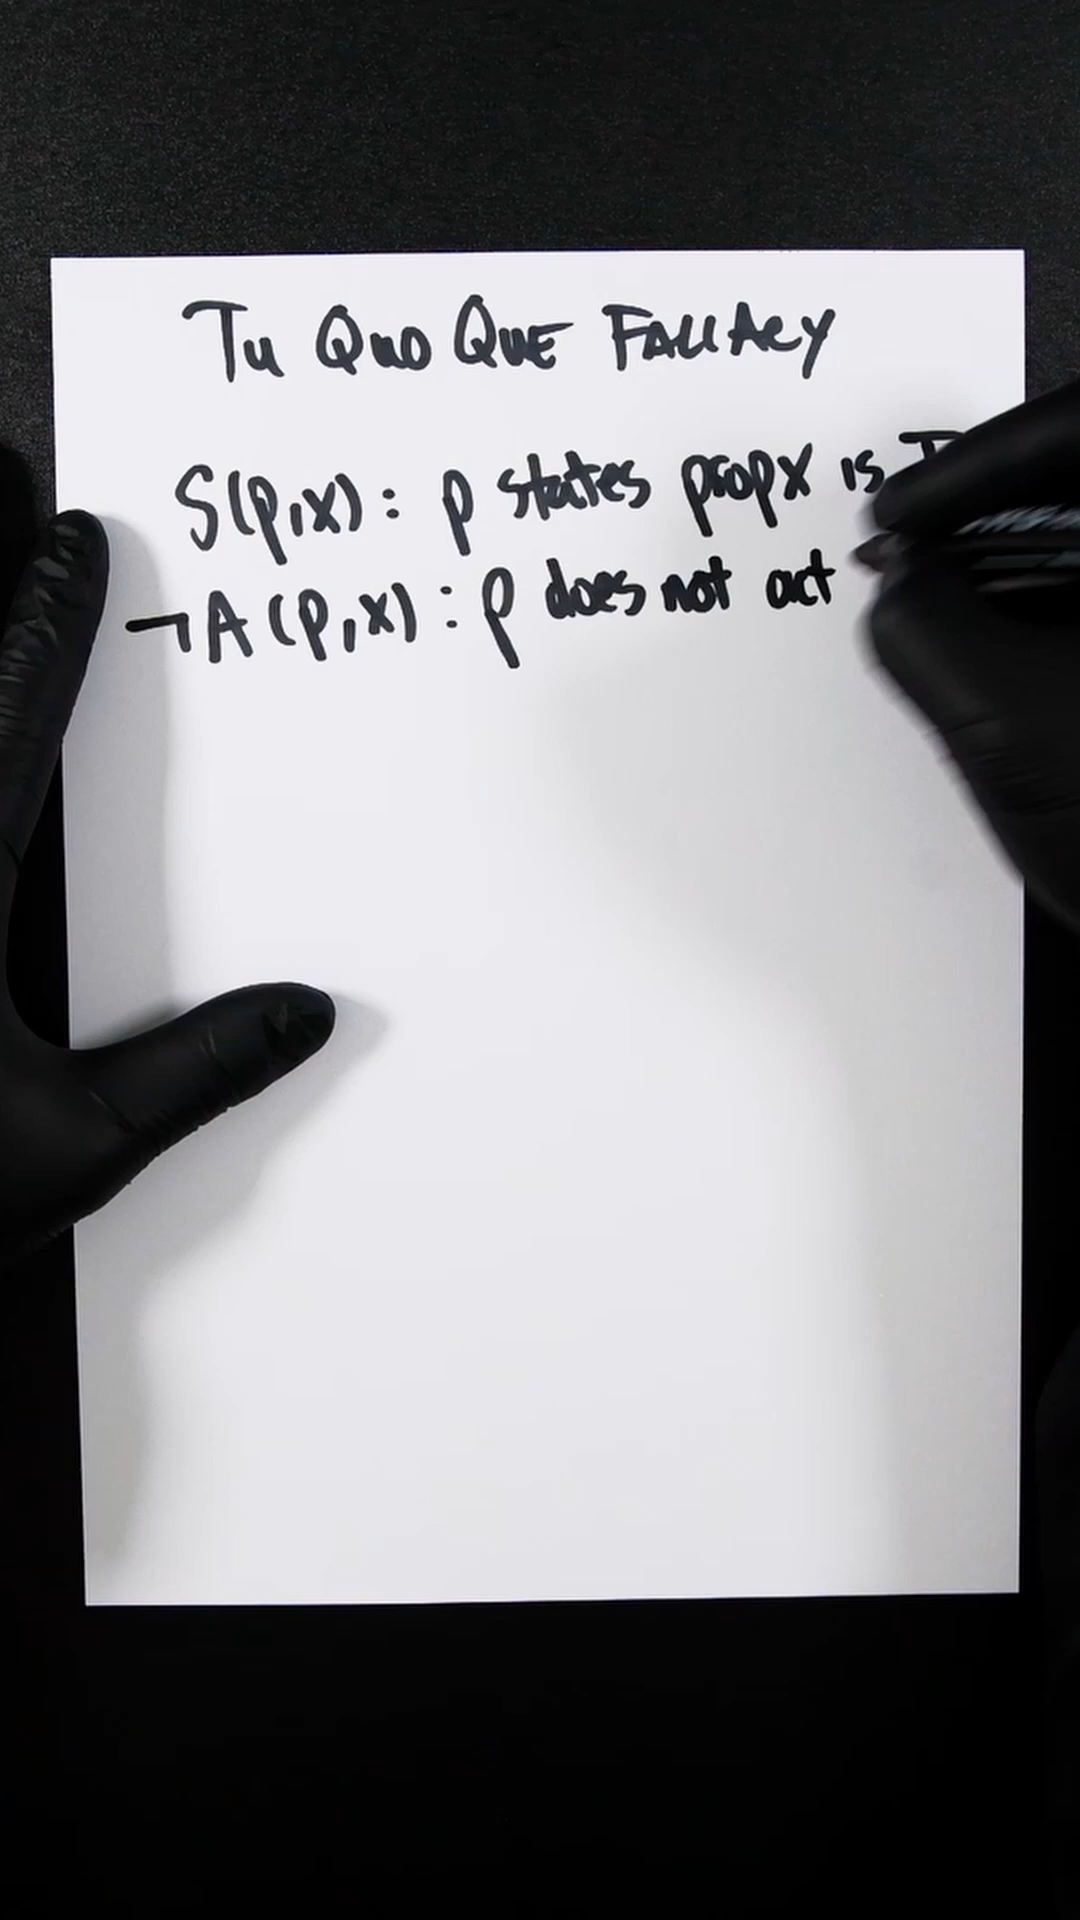 Tu Quo Que Fallacy
S(p,x): p states prop x is
¬A(p,x): p does not act